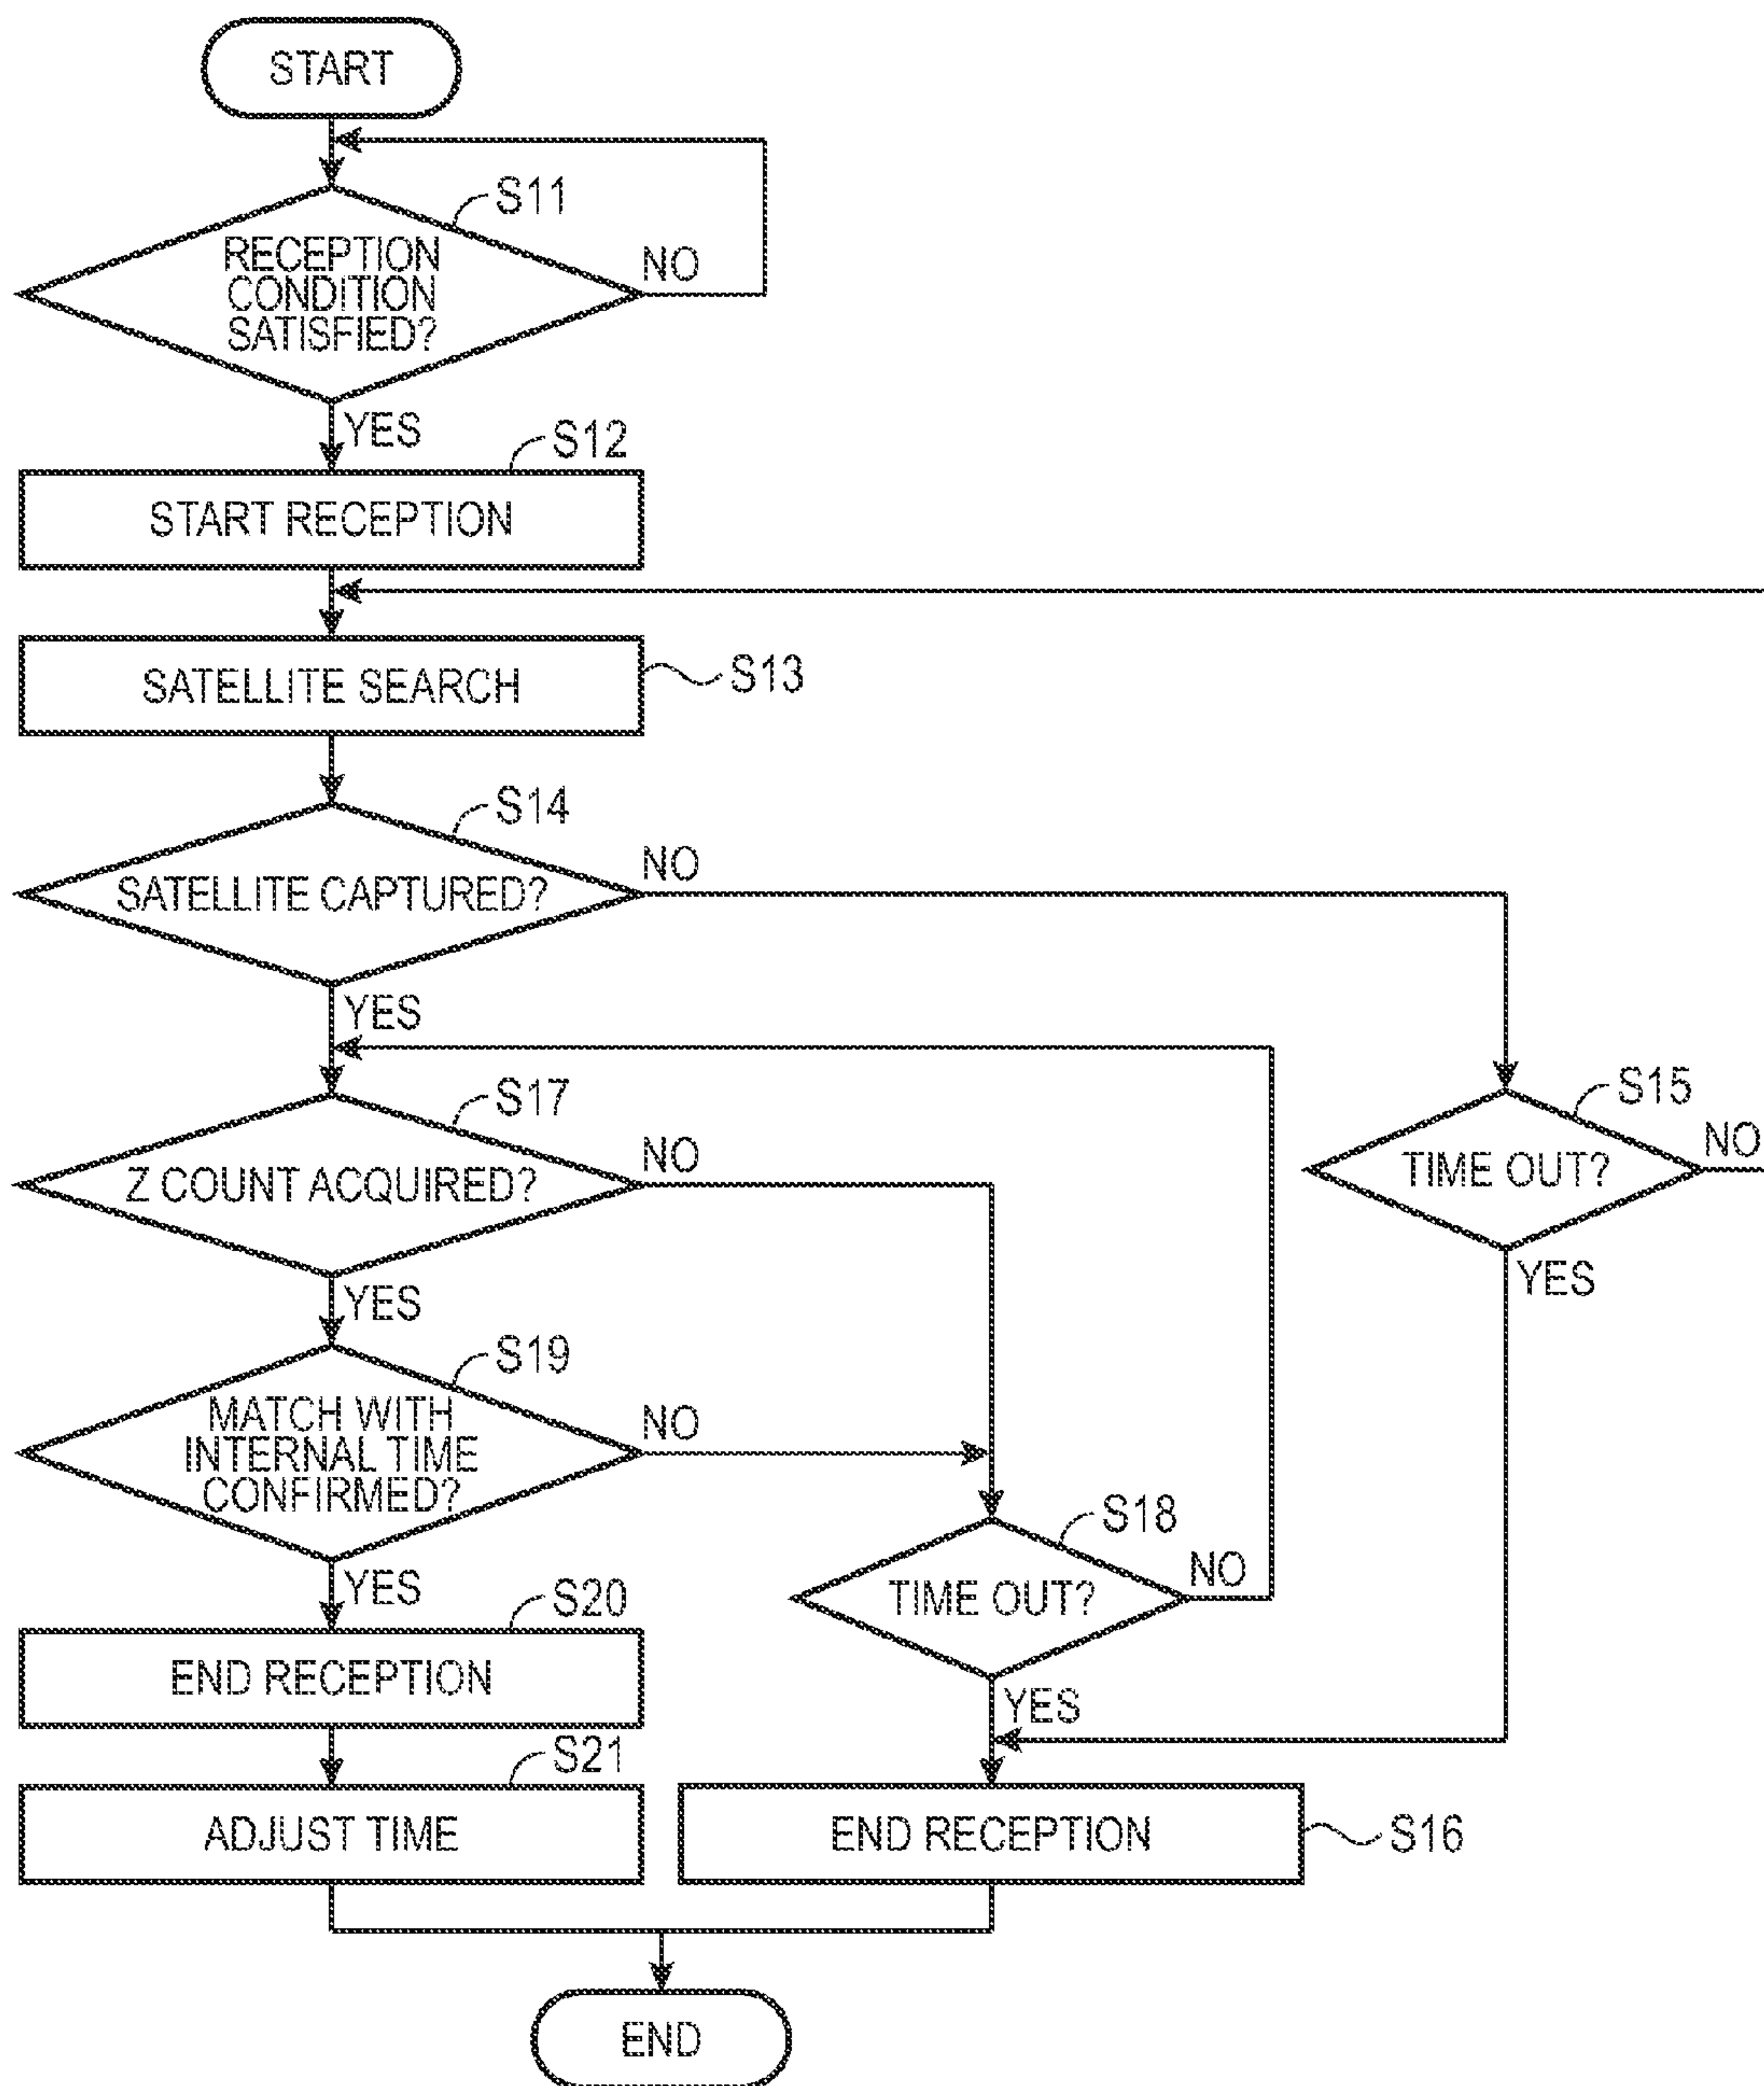 START
S11
RECEPTION
CONDITION
SATISFIED?
NO
YES
S12
START RECEPTION
SATELLITE SEARCH
S13
S14
SATELLITE CAPTURED?
NO
YES
S15
TIME OUT?
NO
YES
S17
Z COUNT ACQUIRED?
NO
YES
S19
MATCH WITH
INTERNAL TIME
CONFIRMED?
NO
S18
TIME OUT?
NO
YES
YES
S20
END RECEPTION
S21
ADJUST TIME
END RECEPTION
S16
END